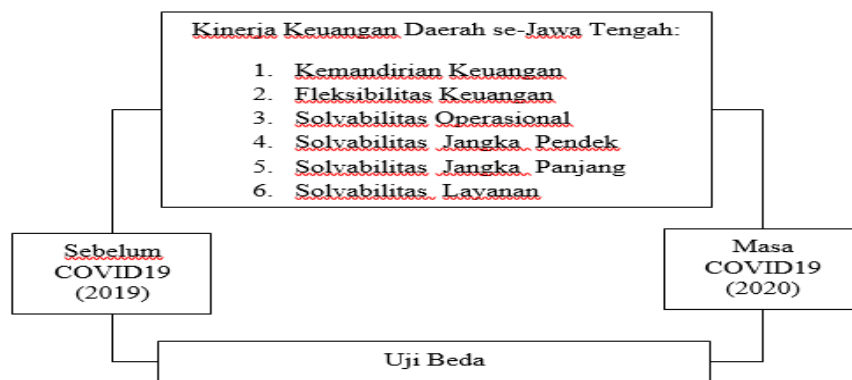 Kinerja Keuangan Daerah se-Jawa Tengah:
1. Kemandirian Keuangan
2. Fleksibilitas Keuangan
3. Solvabilitas Operasional
4. Solvabilitas Jangka Pendek
5. Solvabilitas Jangka Panjang
6. Solvabilitas Layanan
Sebelum
COVID19
(2019)
Masa
COVID19
(2020)
Uji Beda